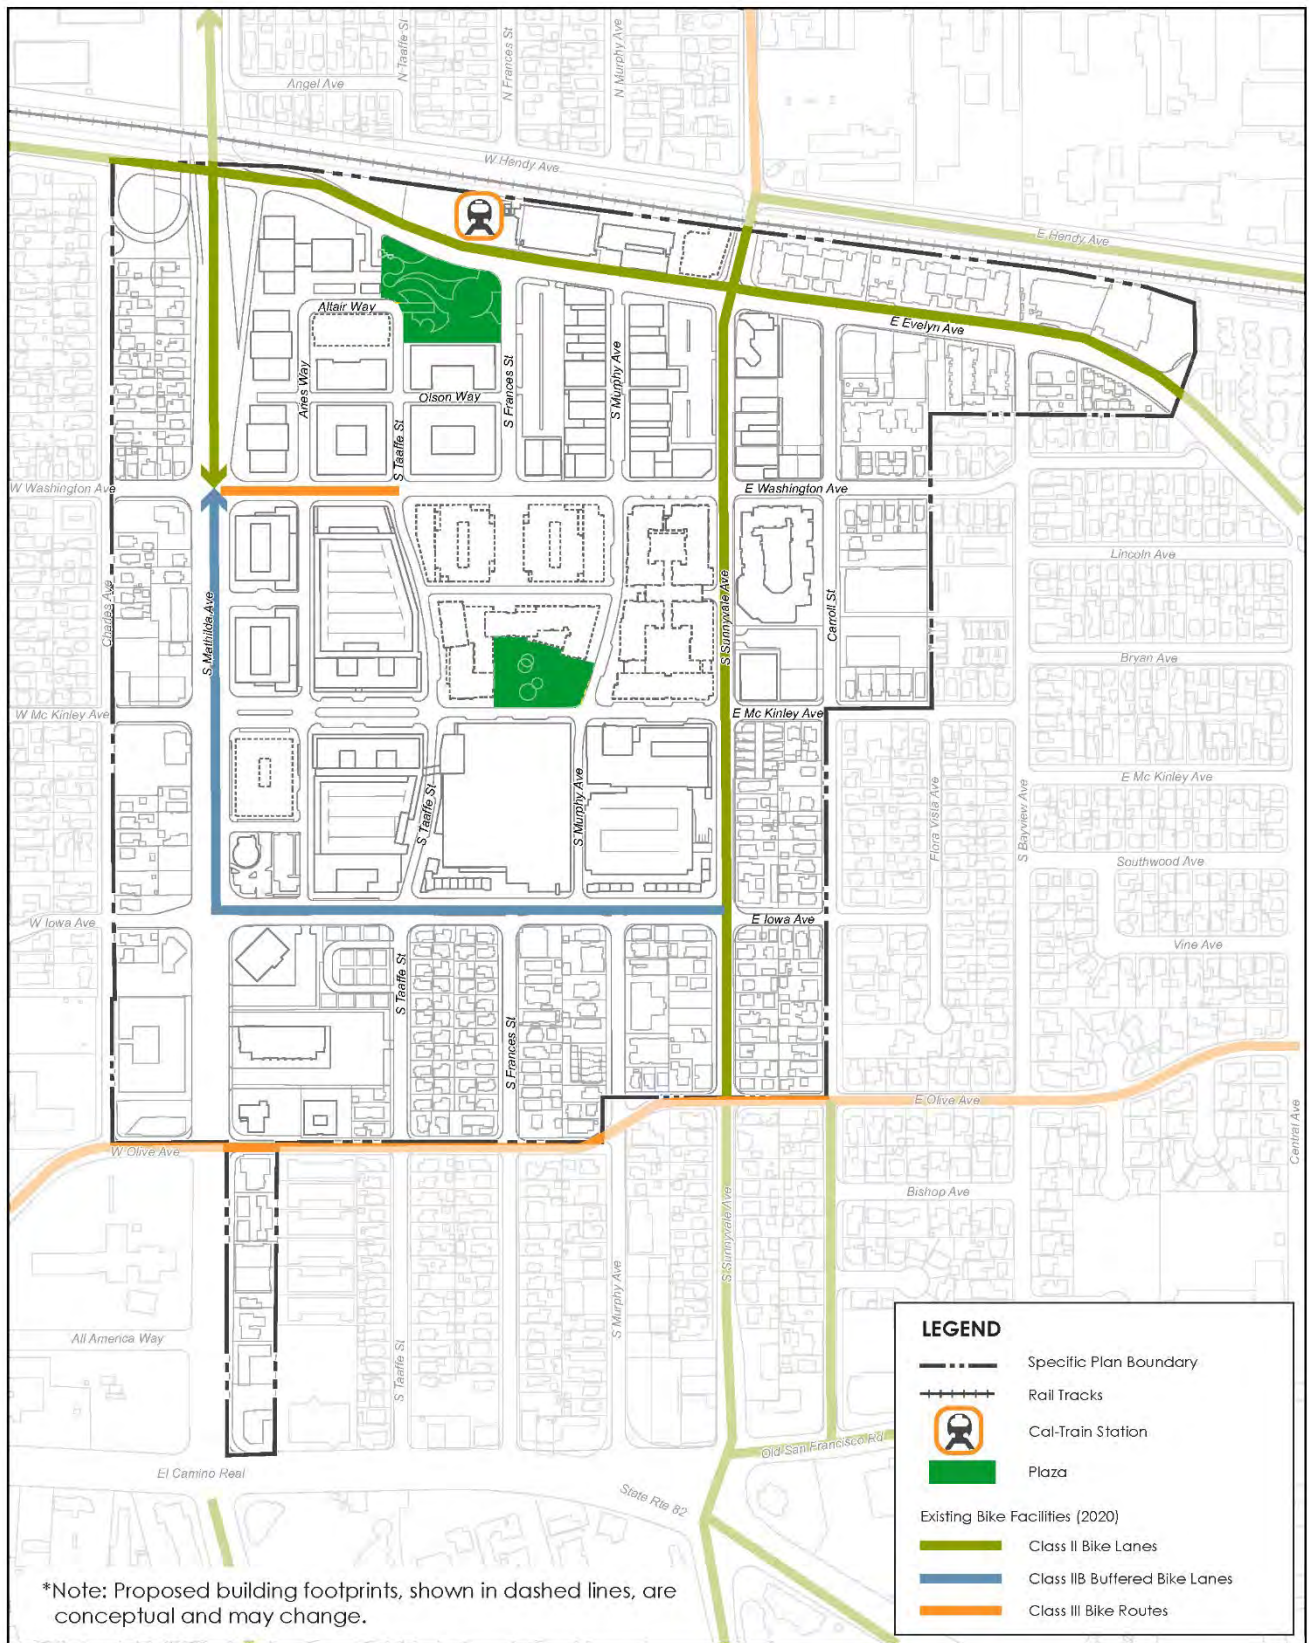 N Taaffe St
N Frances St
N Murphy Ave
Angel Ave
W Hendy Ave
E Hendy Ave
Altair Way
E Evelyn Ave
Aries Way
S Frances St
S Murphy Ave
Olson Way
S Taaffe St
W Washington Ave
E Washington Ave
Lincoln Ave
Charles Ave
S Mathilda Ave
S Sunnyvale Ave
Carroll St
Bryan Ave
W Mc Kinley Ave
E Mc Kinley Ave
E Mc Kinley Ave
S Taaffe St
S Murphy Ave
Flora Vista Ave
S Bayview Ave
Southwood Ave
W Iowa Ave
E Iowa Ave
Vine Ave
S Taaffe St
S Frances St
E Olive Ave
W Olive Ave
Central Ave
Bishop Ave
S Sunnyvale Ave
S Murphy Ave
All America Way
S Taaffe St
Old San Francisco Rd
El Camino Real
State Rte 82
LEGEND
Specific Plan Boundary
Rail Tracks
Cal-Train Station
Plaza
Existing Bike Facilities (2020)
Class II Bike Lanes
Class IIB Buffered Bike Lanes
Class III Bike Routes
*Note: Proposed building footprints, shown in dashed lines, are
conceptual and may change.